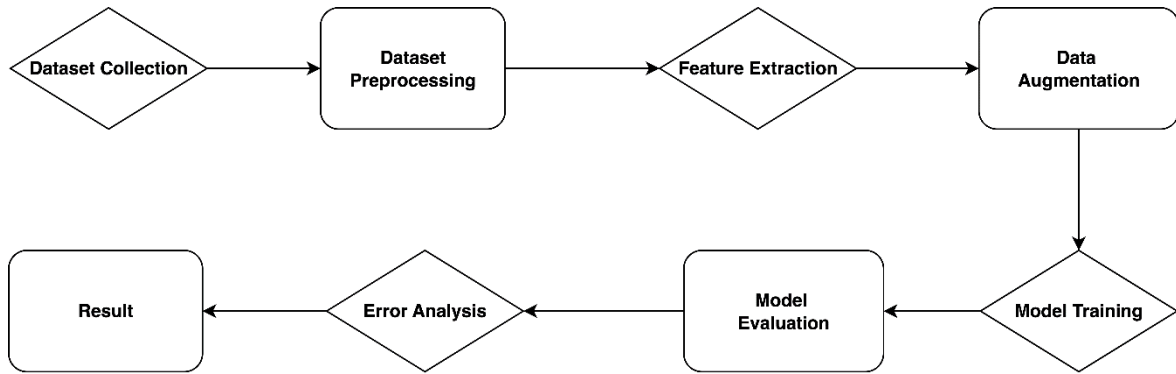 Dataset Collection
Dataset
Preprocessing
Feature Extraction
Data
Augmentation
Result
Error Analysis
Model
Evaluation
Model Training